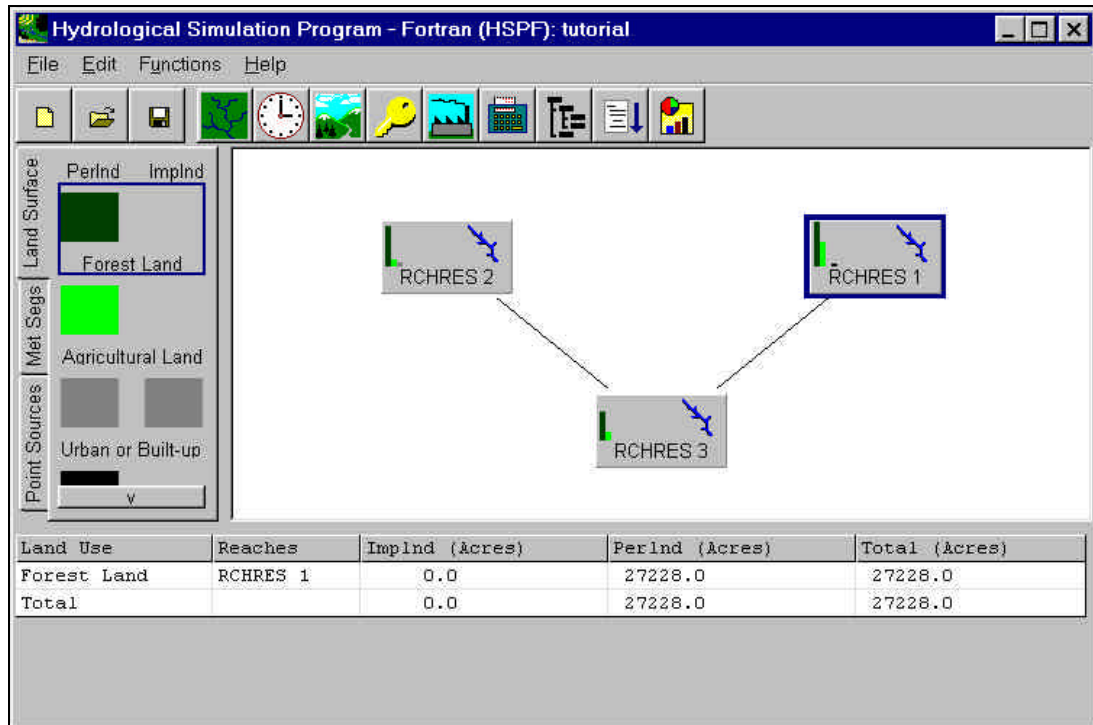 Hydrological Simulation Program - Fortran (HSPF): tutorial
File Edit Functions Help
Land Surface
Met Segs
Point Sources
PerInd ImpInd
Forest Land
Agricultural Land
Urban or Built-up
v
RCHRES 2
RCHRES 1
RCHRES 3
Land Use Reaches ImpInd (Acres) PerInd (Acres) Total (Acres)
Forest Land RCHRES 1 0.0 27228.0 27228.0
Total 0.0 27228.0 27228.0